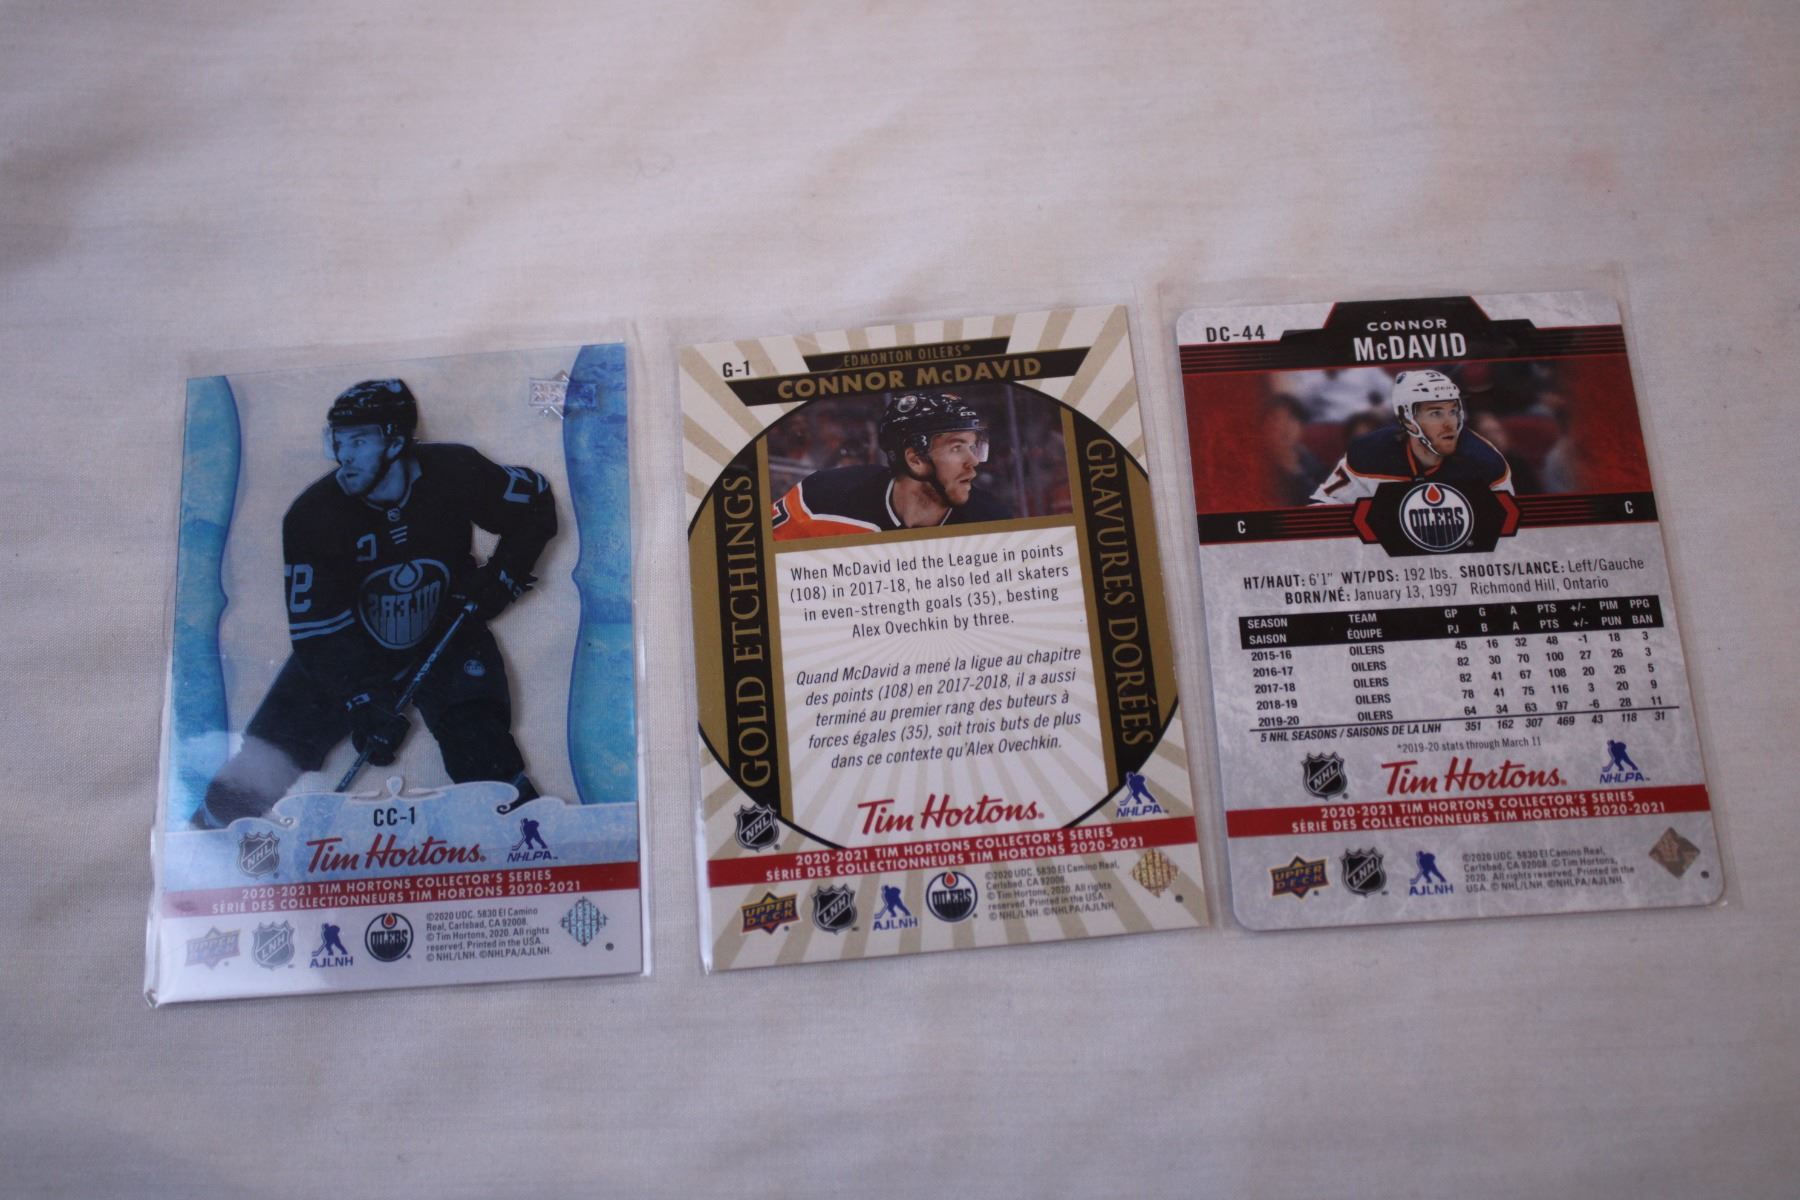 CC-1
NHL
Tim Hortons.
NHLPA
2020-2021 TIM HORTONS COLLECTOR'S SERIES
SÉRIE DES COLLECTIONNEURS TIM HORTONS 2020-2021
UPPER DECK
LNH
AJLNH
OILERS
©2020 UDC. 5830 El Camino
Real, Carlsbad, CA 92008.
© Tim Hortons, 2020. All rights
reserved. Printed in the USA.
© NHL/LNH. ©NHLPA/AJLNH.
G-1
EDMONTON OILERS®
CONNOR McDAVID
GOLD ETCHINGS
GRAVURES DORÉES
When McDavid led the League in points
(108) in 2017-18, he also led all skaters
in even-strength goals (35), besting
Alex Ovechkin by three.
Quand McDavid a mené la ligue au chapitre
des points (108) en 2017-2018, il a aussi
terminé au premier rang des buteurs à
forces égales (35), soit trois buts de plus
dans ce contexte qu'Alex Ovechkin.
NHL
Tim Hortons.
NHLPA
2020-2021 TIM HORTONS COLLECTOR'S SERIES
SÉRIE DES COLLECTIONNEURS TIM HORTONS 2020-2021
UPPER DECK
LNH
AJLNH
OILERS
©2020 UDC. 5830 El Camino Real,
Carlsbad, CA 92008.
© Tim Hortons, 2020. All rights
reserved. Printed in the USA.
© NHL/LNH. ©NHLPA/AJLNH.
DC-44
CONNOR
McDAVID
C
OILERS
C
HT/HAUT: 6'1" WT/PDS: 192 lbs. SHOOTS/LANCE: Left/Gauche
BORN/NÉ: January 13, 1997 Richmond Hill, Ontario
SEASON TEAM GP G A PTS +/- PIM PPG
SAISON ÉQUIPE PJ B A PTS +/- PUN BAN
2015-16 OILERS 45 16 32 48 -1 18 3
2016-17 OILERS 82 30 70 100 27 26 3
2017-18 OILERS 82 41 67 108 20 26 5
2018-19 OILERS 78 41 75 116 3 20 9
2019-20 OILERS 64 34 63 97 -6 28 11
5 NHL SEASONS / SAISONS DE LA LNH 351 162 307 469 43 118 31
*2019-20 stats through March 11
NHL
Tim Hortons.
NHLPA
2020-2021 TIM HORTONS COLLECTOR'S SERIES
SÉRIE DES COLLECTIONNEURS TIM HORTONS 2020-2021
UPPER DECK
LNH
AJLNH
©2020 UDC. 5830 El Camino Real,
Carlsbad, CA 92008. © Tim Hortons,
2020. All rights reserved. Printed in the
USA. © NHL/LNH. ©NHLPA/AJLNH.